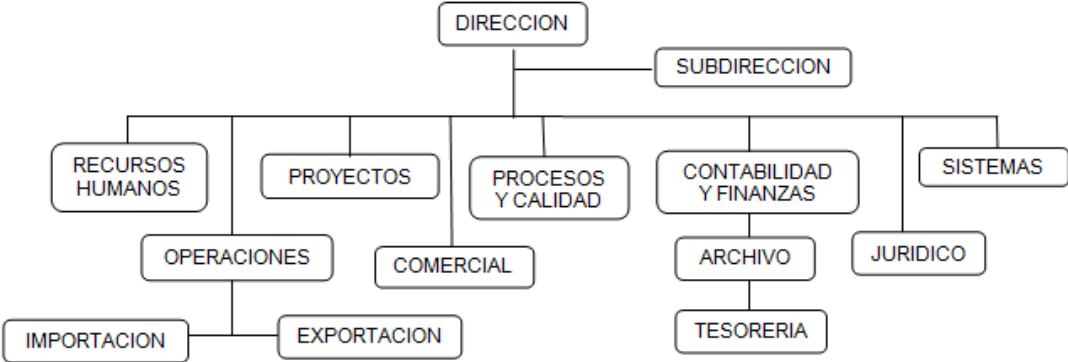 DIRECCION
SUBDIRECCION
RECURSOS
HUMANOS
PROYECTOS
PROCESOS
Y CALIDAD
CONTABILIDAD
Y FINANZAS
SISTEMAS
OPERACIONES
COMERCIAL
ARCHIVO
JURIDICO
IMPORTACION
EXPORTACION
TESORERIA